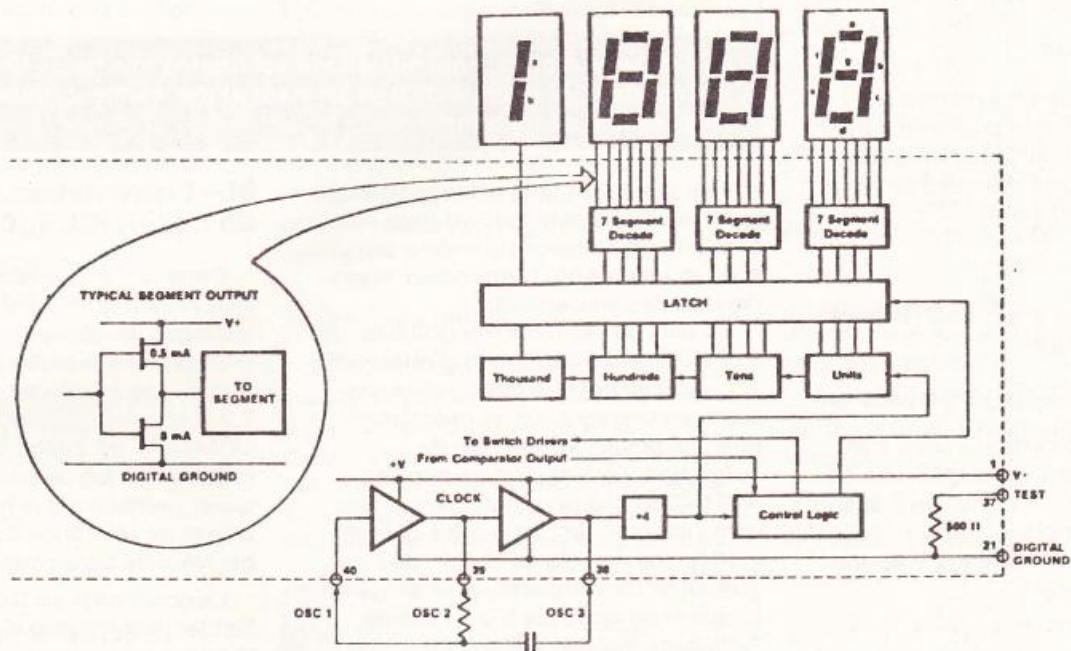 a
b
a
f
g
b
e
c
d
7 Segment Decode
7 Segment Decode
7 Segment Decode
TYPICAL SEGMENT OUTPUT
V+
0.5 mA
TO SEGMENT
8 mA
DIGITAL GROUND
LATCH
Thousand
Hundreds
Tens
Units
To Switch Drivers
From Comparator Output
+V
CLOCK
÷4
Control Logic
1
V+
37
TEST
500 Ω
21
DIGITAL GROUND
40
39
38
OSC 1
OSC 2
OSC 3